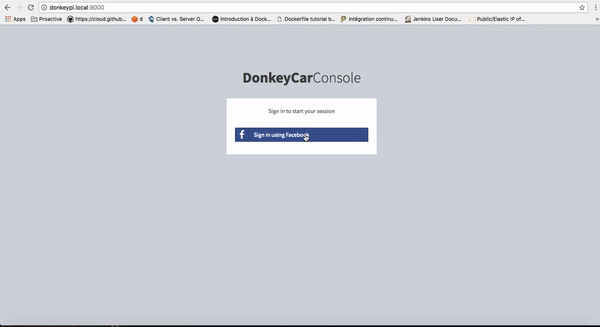 donkeypi.local:8000
Apps Proactive https://cloud.github... d Client vs. Server O... Introduction à Dock... Dockerfile tutorial b... Intégration continu... Jenkins User Docu... Public/Elastic IP of... »
DonkeyCarConsole
Sign in to start your session
Sign in using Facebook